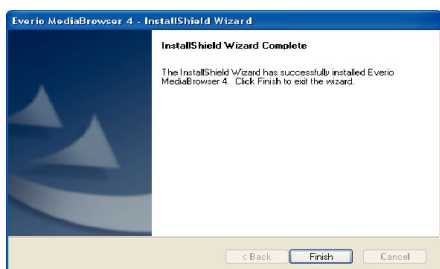 Everio MediaBrowser 4 - InstallShield Wizard
InstallShield Wizard Complete
The InstallShield Wizard has successfully installed Everio
MediaBrowser 4. Click Finish to exit the wizard.
< Back Finish Cancel